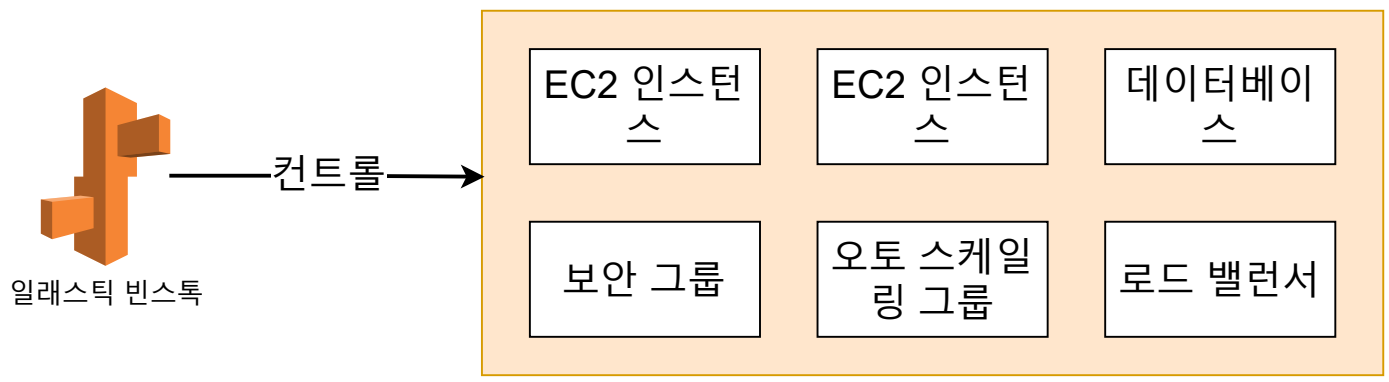 일래스틱 빈스톡
컨트롤
EC2 인스턴
스
EC2 인스턴
스
데이터베이
스
보안 그룹
오토 스케일
링 그룹
로드 밸런서